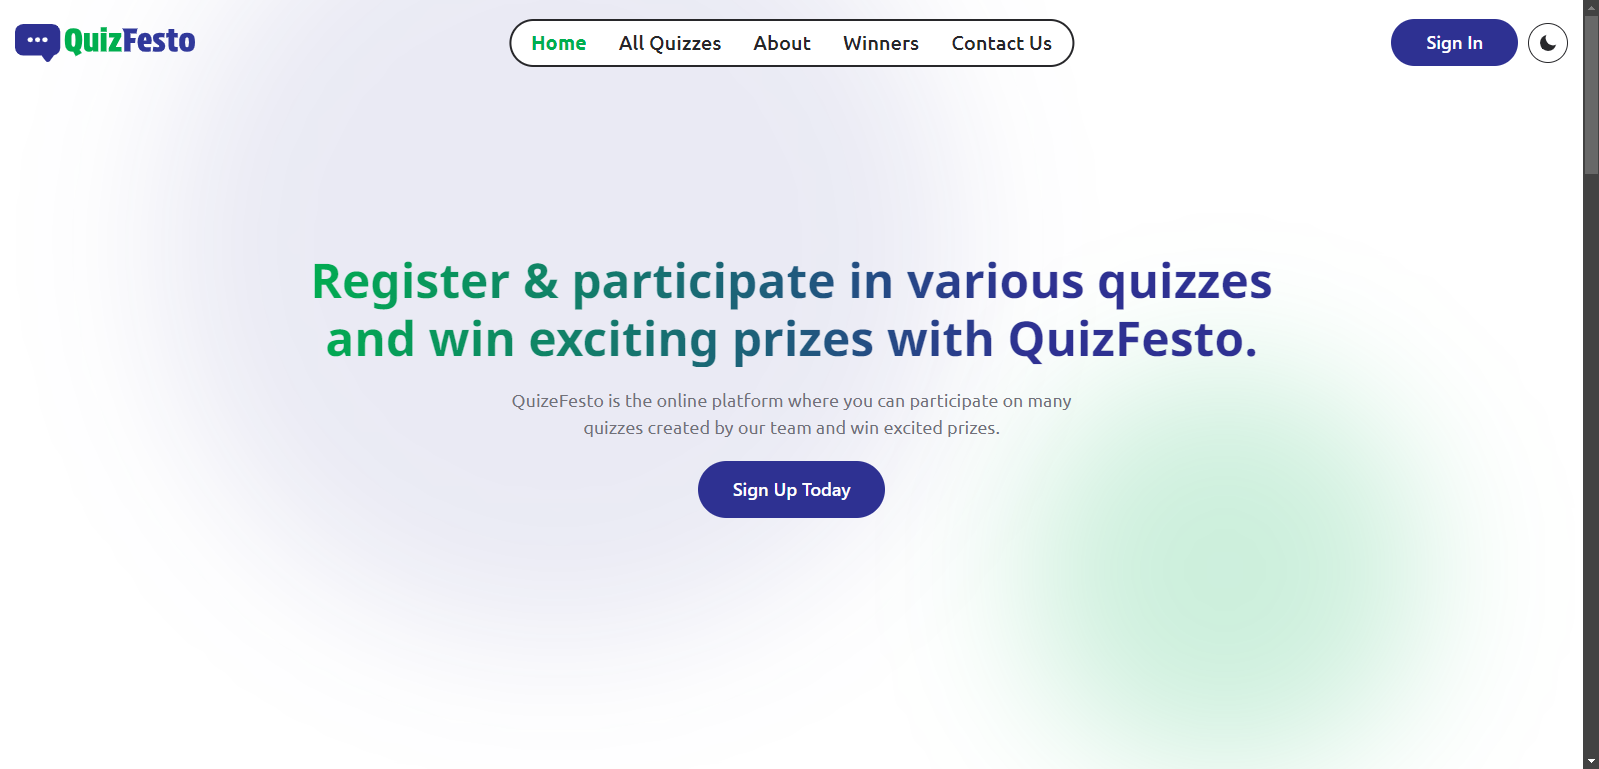 QuizFesto
Home All Quizzes About Winners Contact Us
Sign In
Register & participate in various quizzes
and win exciting prizes with QuizFesto.
QuizeFesto is the online platform where you can participate on many
quizzes created by our team and win excited prizes.
Sign Up Today